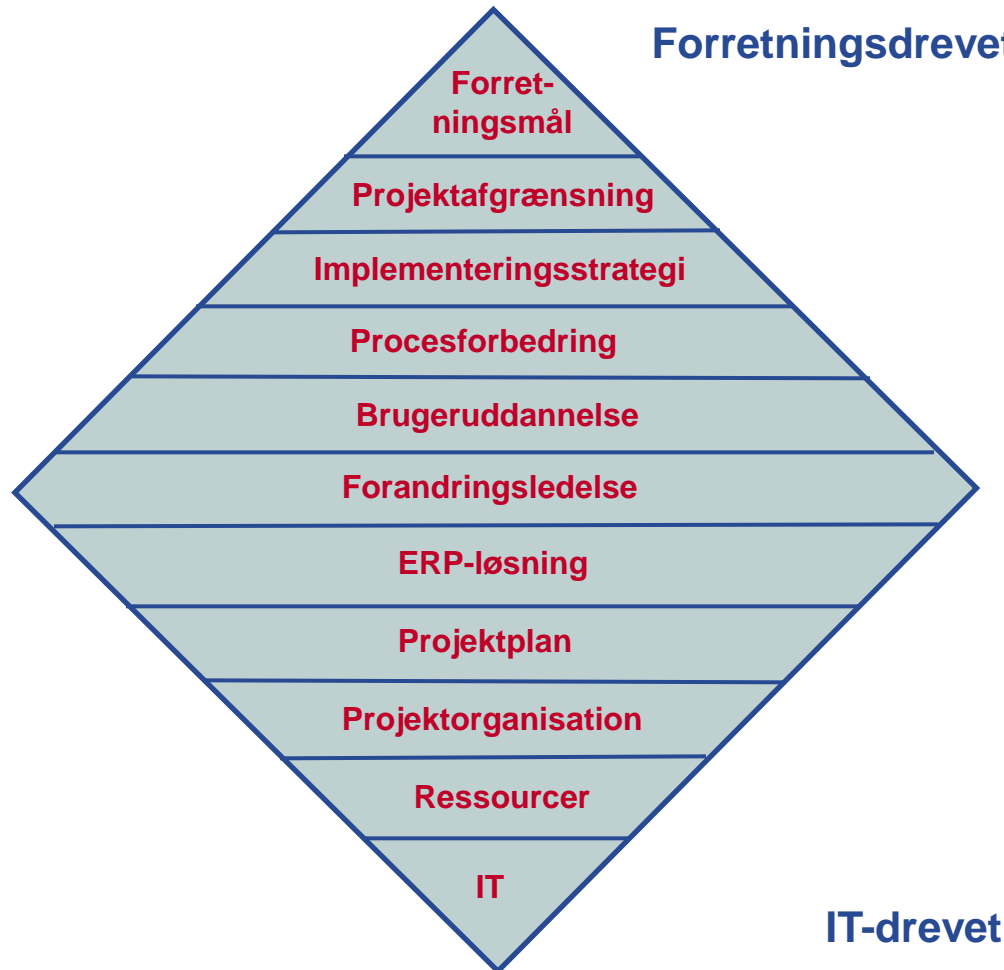 Forretningsdrevet
Forret-
ningsmål
Projektafgrænsning
Implementeringsstrategi
Procesforbedring
Brugeruddannelse
Forandringsledelse
ERP-løsning
Projektplan
Projektorganisation
Ressourcer
IT
IT-drevet